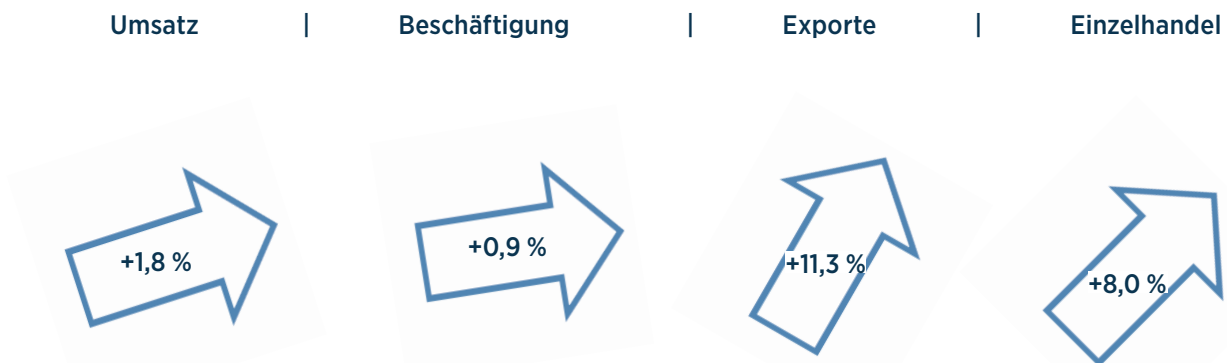 Umsatz | Beschäftigung | Exporte | Einzelhandel
+1,8 % +0,9 % +11,3 % +8,0 %